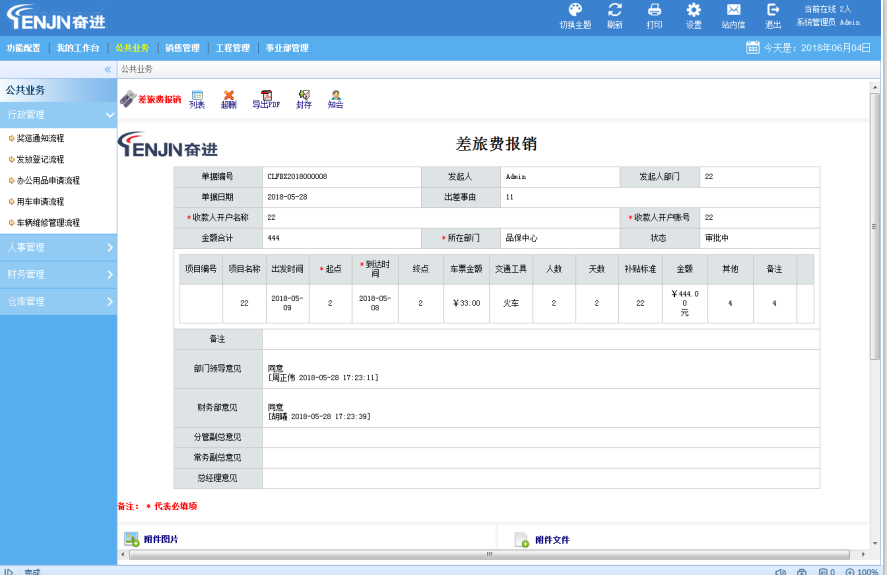 ENJIN奋进
切换主题 刷新 打印 设置 站内信 退出
当前在线 2人
系统管理员 Admin
功能配置 我的工作台 公共业务 销售管理 工程管理 事业部管理
今天是: 2018年06月04日
« 公共业务
公共业务
行政管理
奖惩通知流程
发放登记流程
办公用品申请流程
用车申请流程
车辆维修管理流程
人事管理
财务管理
仓库管理
差旅费报销 列表 超删 导出PDF 封存 知会
ENJIN奋进
差旅费报销
单据编号 CLFBX2018000008 发起人 Admin 发起人部门 22
单据日期 2018-05-28 出差事由 11
*收款人开户名称 22 *收款人开户账号 22
金额合计 444 *所在部门 品保中心 状态 审批中
项目编号 项目名称 出发时间 *起点 *到达时间 终点 车票金额 交通工具 人数 天数 补贴标准 金额 其他 备注
22 2018-05-09 2 2018-05-08 2 ￥33.00 火车 2 2 22 ￥444.00元 4 4
备注
部门领导意见
同意
[周正伟 2018-05-28 17:23:11]
财务部意见
同意
[胡曦 2018-05-28 17:23:39]
分管副总意见
常务副总意见
总经理意见
备注: * 代表必填项
附件图片 附件文件
完成 0 100%